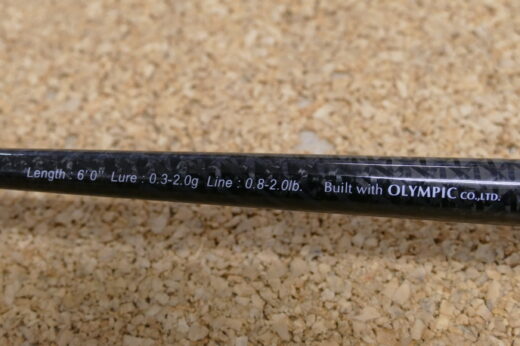 Length : 6' 0" Lure : 0.3-2.0g Line : 0.8-2.0lb. Built with OLYMPIC CO.,LTD.